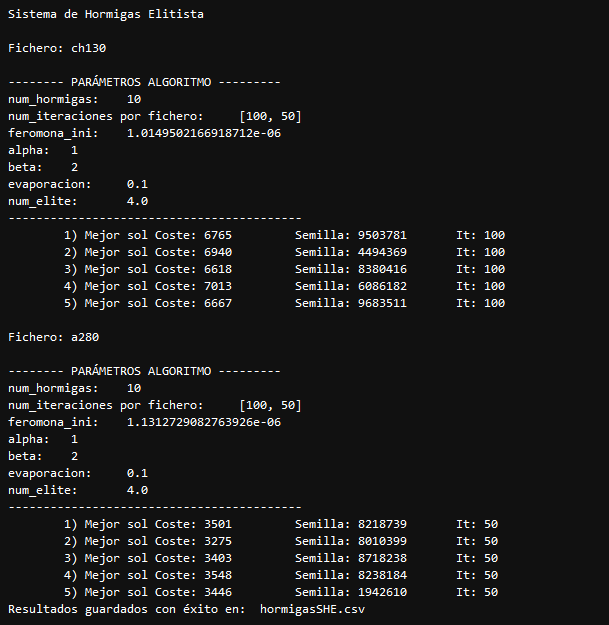 Sistema de Hormigas Elitista
Fichero: ch130
-------- PARÁMETROS ALGORITMO ---------
num_hormigas: 10
num_iteraciones por fichero: [100, 50]
feromona_ini: 1.0149502166918712e-06
alpha: 1
beta: 2
evaporacion: 0.1
num_elite: 4.0
------------------------------------------
1) Mejor sol Coste: 6765 Semilla: 9503781 It: 100
2) Mejor sol Coste: 6940 Semilla: 4494369 It: 100
3) Mejor sol Coste: 6618 Semilla: 8380416 It: 100
4) Mejor sol Coste: 7013 Semilla: 6086182 It: 100
5) Mejor sol Coste: 6667 Semilla: 9683511 It: 100
Fichero: a280
-------- PARÁMETROS ALGORITMO ---------
num_hormigas: 10
num_iteraciones por fichero: [100, 50]
feromona_ini: 1.1312729082763926e-06
alpha: 1
beta: 2
evaporacion: 0.1
num_elite: 4.0
------------------------------------------
1) Mejor sol Coste: 3501 Semilla: 8218739 It: 50
2) Mejor sol Coste: 3275 Semilla: 8010399 It: 50
3) Mejor sol Coste: 3403 Semilla: 8718238 It: 50
4) Mejor sol Coste: 3548 Semilla: 8238184 It: 50
5) Mejor sol Coste: 3446 Semilla: 1942610 It: 50
Resultados guardados con éxito en: hormigasSHE.csv